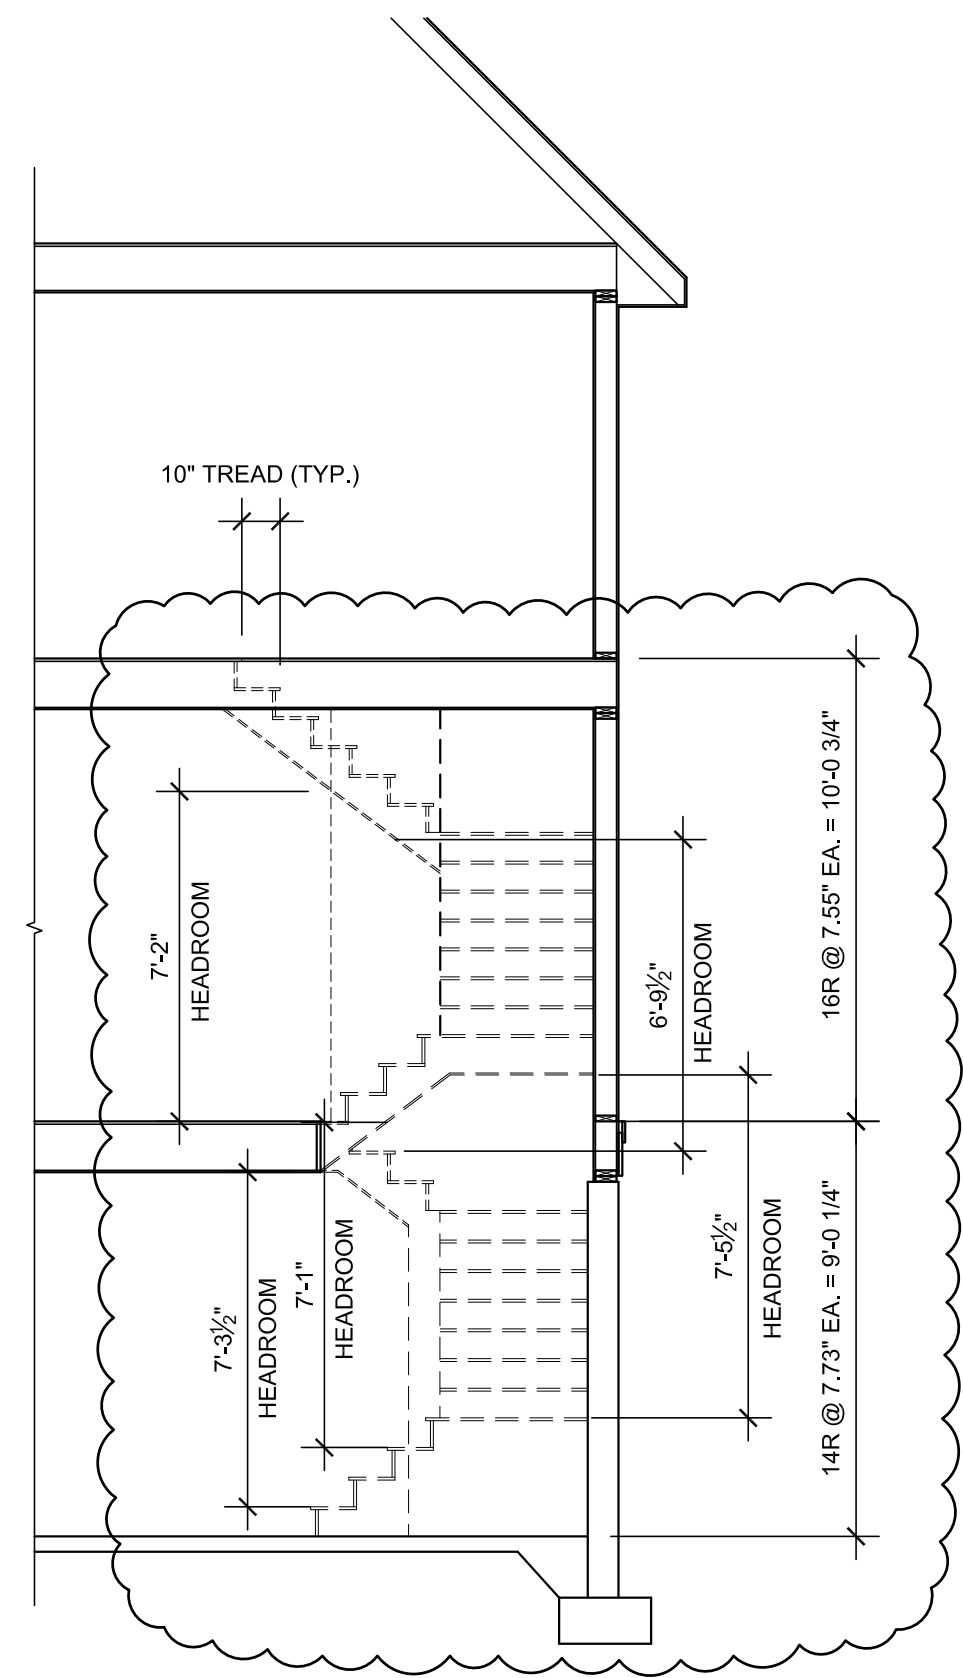 10" TREAD (TYP.)
7'-2"
HEADROOM
6'-9½"
HEADROOM
16R @ 7.55" EA. = 10'-0 3/4"
7'-3½"
HEADROOM
7'-1"
HEADROOM
7'-5½"
HEADROOM
14R @ 7.73" EA. = 9'-0 1/4"